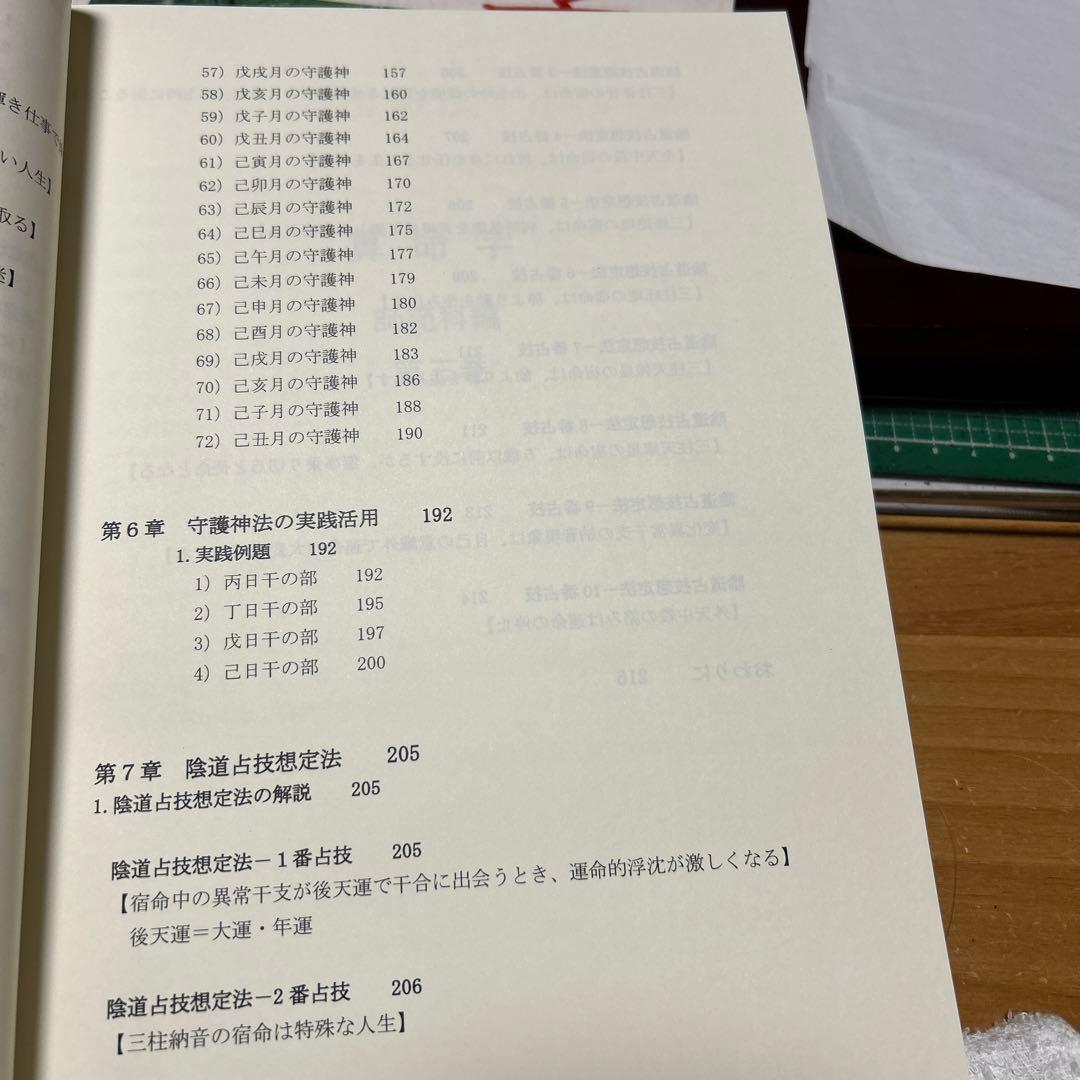 輝き仕事で
い人生】
取る】
57）戊戌月の守護神　157
58）戊亥月の守護神　160
59）戊子月の守護神　162
60）戊丑月の守護神　164
61）己寅月の守護神　167
62）己卯月の守護神　170
63）己辰月の守護神　172
64）己巳月の守護神　175
65）己午月の守護神　177
66）己未月の守護神　179
67）己申月の守護神　180
68）己酉月の守護神　182
69）己戌月の守護神　183
70）己亥月の守護神　186
71）己子月の守護神　188
72）己丑月の守護神　190
第6章　守護神法の実践活用　192
1. 実践例題　192
1）丙日干の部　192
2）丁日干の部　195
3）戊日干の部　197
4）己日干の部　200
第7章　陰道占技想定法　205
1. 陰道占技想定法の解説　205
陰道占技想定法－1番占技　205
【宿命中の異常干支が後天運で干合に出会うとき、運命的浮沈が激しくなる】
後天運＝大運・年運
陰道占技想定法－2番占技　206
【三柱納音の宿命は特殊な人生】